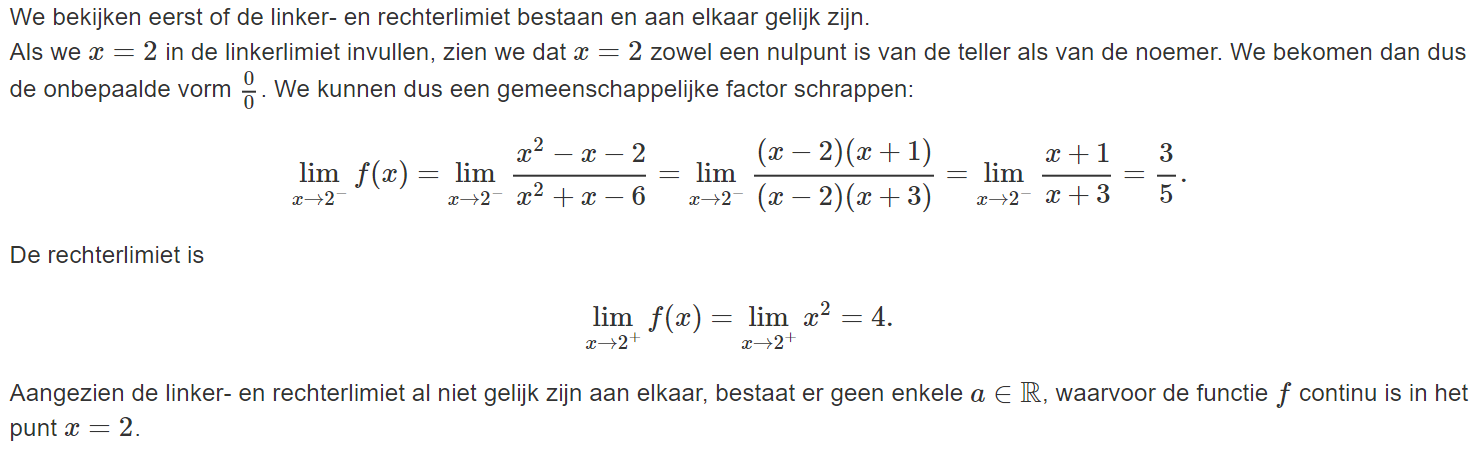 We bekijken eerst of de linker- en rechterlimiet bestaan en aan elkaar gelijk zijn.
Als we $x = 2$ in de linkerlimiet invullen, zien we dat $x = 2$ zowel een nulpunt is van de teller als van de noemer. We bekomen dan dus
de onbepaalde vorm $\frac{0}{0}$. We kunnen dus een gemeenschappelijke factor schrappen:
$\lim_{x \to 2^-} f(x) = \lim_{x \to 2^-} \frac{x^2 - x - 2}{x^2 + x - 6} = \lim_{x \to 2^-} \frac{(x - 2)(x + 1)}{(x - 2)(x + 3)} = \lim_{x \to 2^-} \frac{x + 1}{x + 3} = \frac{3}{5}.$
De rechterlimiet is
$\lim_{x \to 2^+} f(x) = \lim_{x \to 2^+} x^2 = 4.$
Aangezien de linker- en rechterlimiet al niet gelijk zijn aan elkaar, bestaat er geen enkele $a \in \mathbb{R}$, waarvoor de functie $f$ continu is in het
punt $x = 2$.